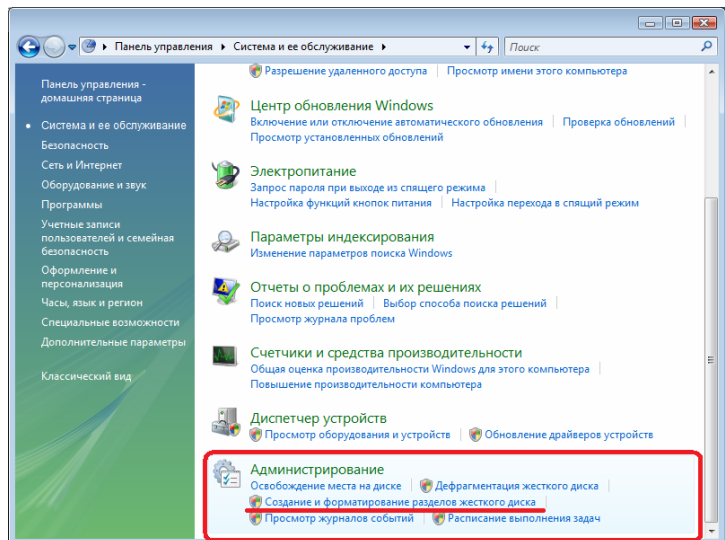 Панель управления
Система и ее обслуживание
Поиск
Панель управления -
домашняя страница
Система и ее обслуживание
Безопасность
Сеть и Интернет
Оборудование и звук
Программы
Учетные записи
пользователей и семейная
безопасность
Оформление и
персонализация
Часы, язык и регион
Специальные возможности
Дополнительные параметры
Классический вид
Разрешение удаленного доступа Просмотр имени этого компьютера
Центр обновления Windows
Включение или отключение автоматического обновления Проверка обновлений
Просмотр установленных обновлений
Электропитание
Запрос пароля при выходе из спящего режима
Настройка функций кнопок питания Настройка перехода в спящий режим
Параметры индексирования
Изменение параметров поиска Windows
Отчеты о проблемах и их решениях
Поиск новых решений Выбор способа поиска решений
Просмотр журнала проблем
Счетчики и средства производительности
Общая оценка производительности Windows для этого компьютера
Повышение производительности компьютера
Диспетчер устройств
Просмотр оборудования и устройств Обновление драйверов устройств
Администрирование
Освобождение места на диске Дефрагментация жесткого диска
Создание и форматирование разделов жесткого диска
Просмотр журналов событий Расписание выполнения задач